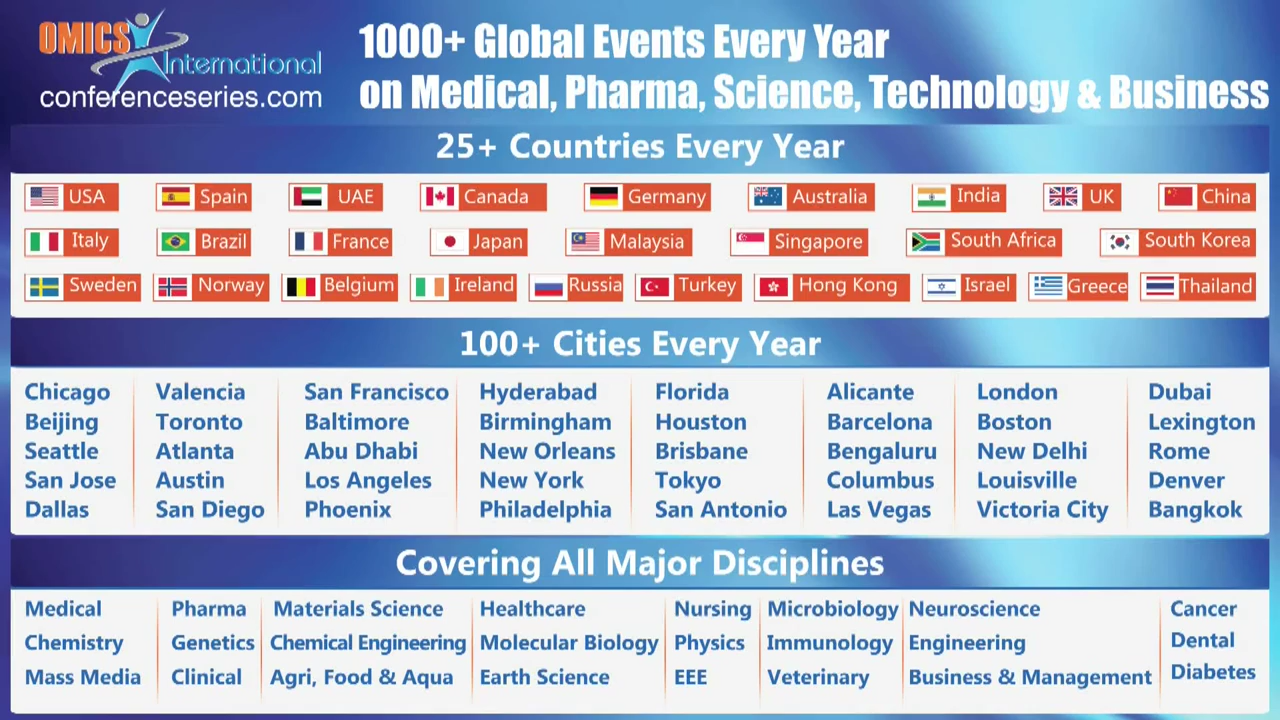 OMICS International
conferenceseries.com
1000+ Global Events Every Year
on Medical, Pharma, Science, Technology & Business
25+ Countries Every Year
USA Spain UAE Canada Germany Australia India UK China
Italy Brazil France Japan Malaysia Singapore South Africa South Korea
Sweden Norway Belgium Ireland Russia Turkey Hong Kong Israel Greece Thailand
100+ Cities Every Year
Chicago Valencia San Francisco Hyderabad Florida Alicante London Dubai
Beijing Toronto Baltimore Birmingham Houston Barcelona Boston Lexington
Seattle Atlanta Abu Dhabi New Orleans Brisbane Bengaluru New Delhi Rome
San Jose Austin Los Angeles New York Tokyo Columbus Louisville Denver
Dallas San Diego Phoenix Philadelphia San Antonio Las Vegas Victoria City Bangkok
Covering All Major Disciplines
Medical Pharma Materials Science Healthcare Nursing Microbiology Neuroscience Cancer
Chemistry Genetics Chemical Engineering Molecular Biology Physics Immunology Engineering Dental
Mass Media Clinical Agri, Food & Aqua Earth Science EEE Veterinary Business & Management Diabetes